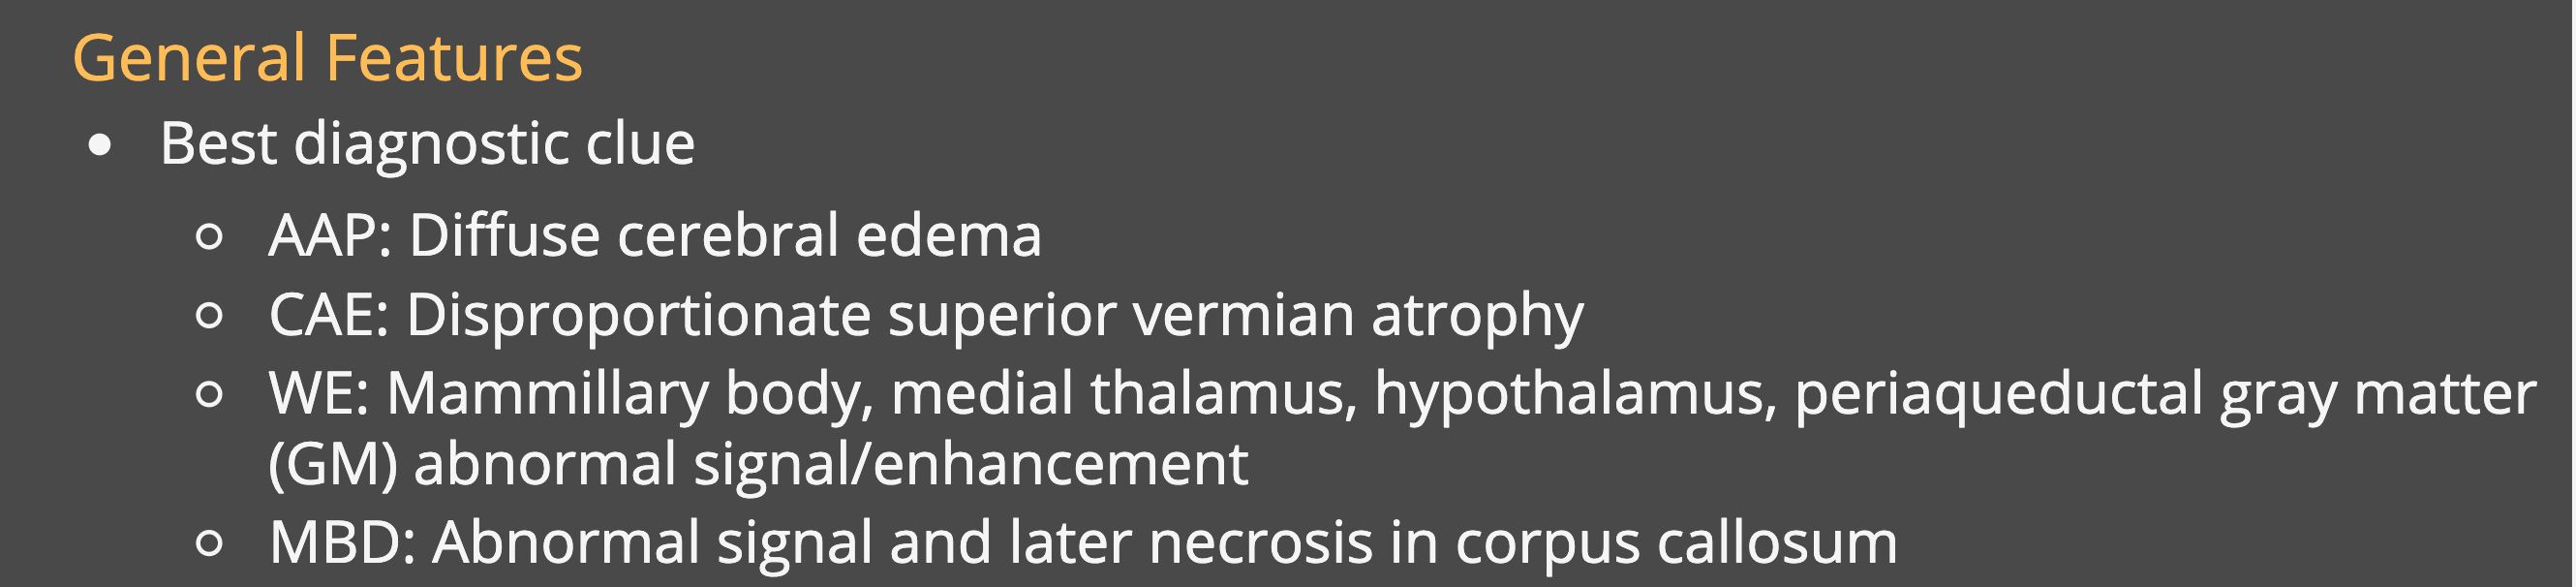 General Features
• Best diagnostic clue
○ AAP: Diffuse cerebral edema
○ CAE: Disproportionate superior vermian atrophy
○ WE: Mammillary body, medial thalamus, hypothalamus, periaqueductal gray matter
(GM) abnormal signal/enhancement
○ MBD: Abnormal signal and later necrosis in corpus callosum